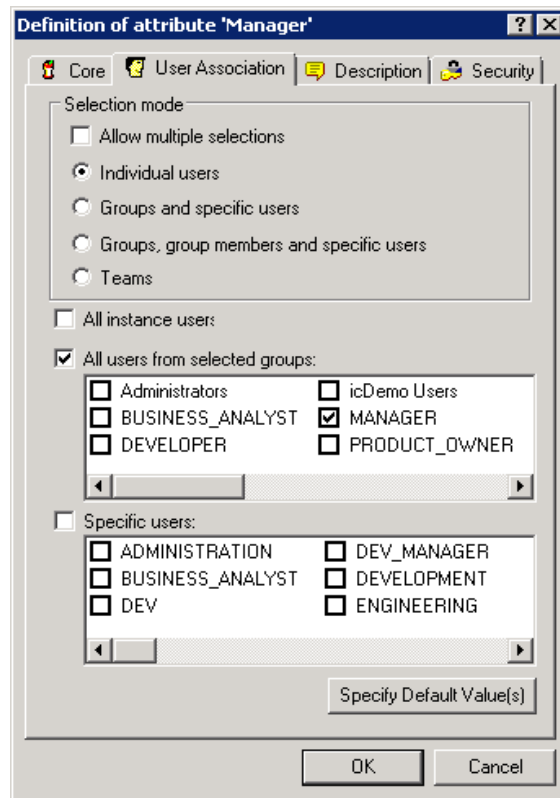 Definition of attribute 'Manager'
Core User Association Description Security
Selection mode
Allow multiple selections
Individual users
Groups and specific users
Groups, group members and specific users
Teams
All instance users
All users from selected groups:
Administrators icDemo Users
BUSINESS_ANALYST MANAGER
DEVELOPER PRODUCT_OWNER
Specific users:
ADMINISTRATION DEV_MANAGER
BUSINESS_ANALYST DEVELOPMENT
DEV ENGINEERING
Specify Default Value(s)
OK Cancel